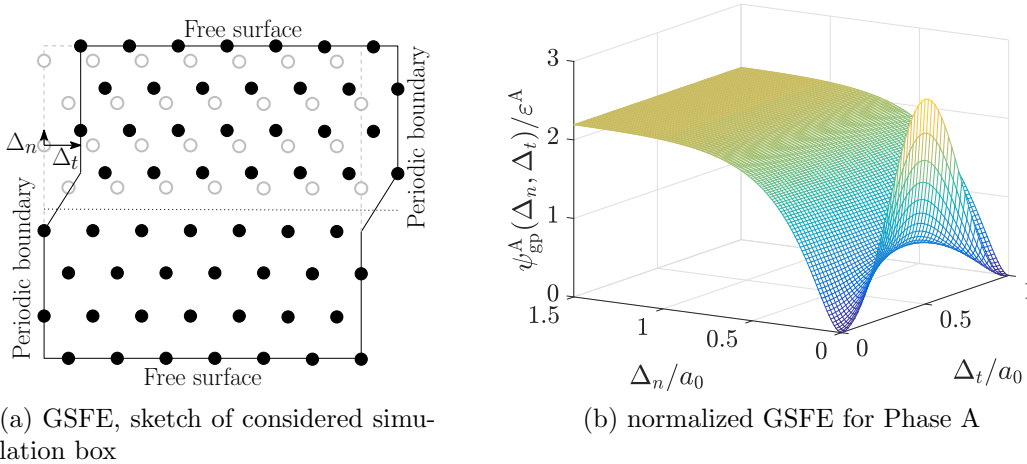 Free surface
Periodic boundary
Δₙ
Δₜ
Periodic boundary
Free surface
(a) GSFE, sketch of considered simu-
lation box
ψ^A_gp(Δₙ, Δₜ)/ε^A
3
2
1
0
1.5
1
0.5
0
0
0.5
Δₙ/a₀
Δₜ/a₀
(b) normalized GSFE for Phase A